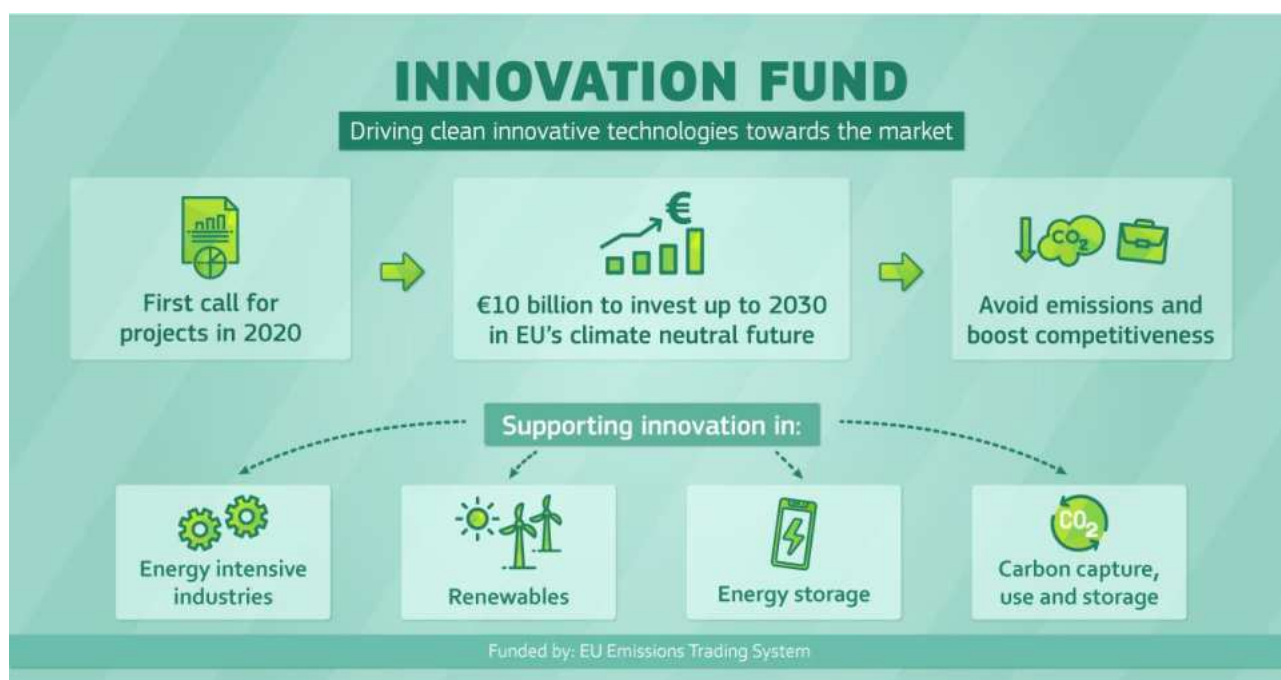 INNOVATION FUND
Driving clean innovative technologies towards the market
First call for
projects in 2020
€
€10 billion to invest up to 2030
in EU's climate neutral future
CO₂
Avoid emissions and
boost competitiveness
Supporting innovation in:
Energy intensive
industries
Renewables
Energy storage
CO₂
Carbon capture,
use and storage
Funded by: EU Emissions Trading System